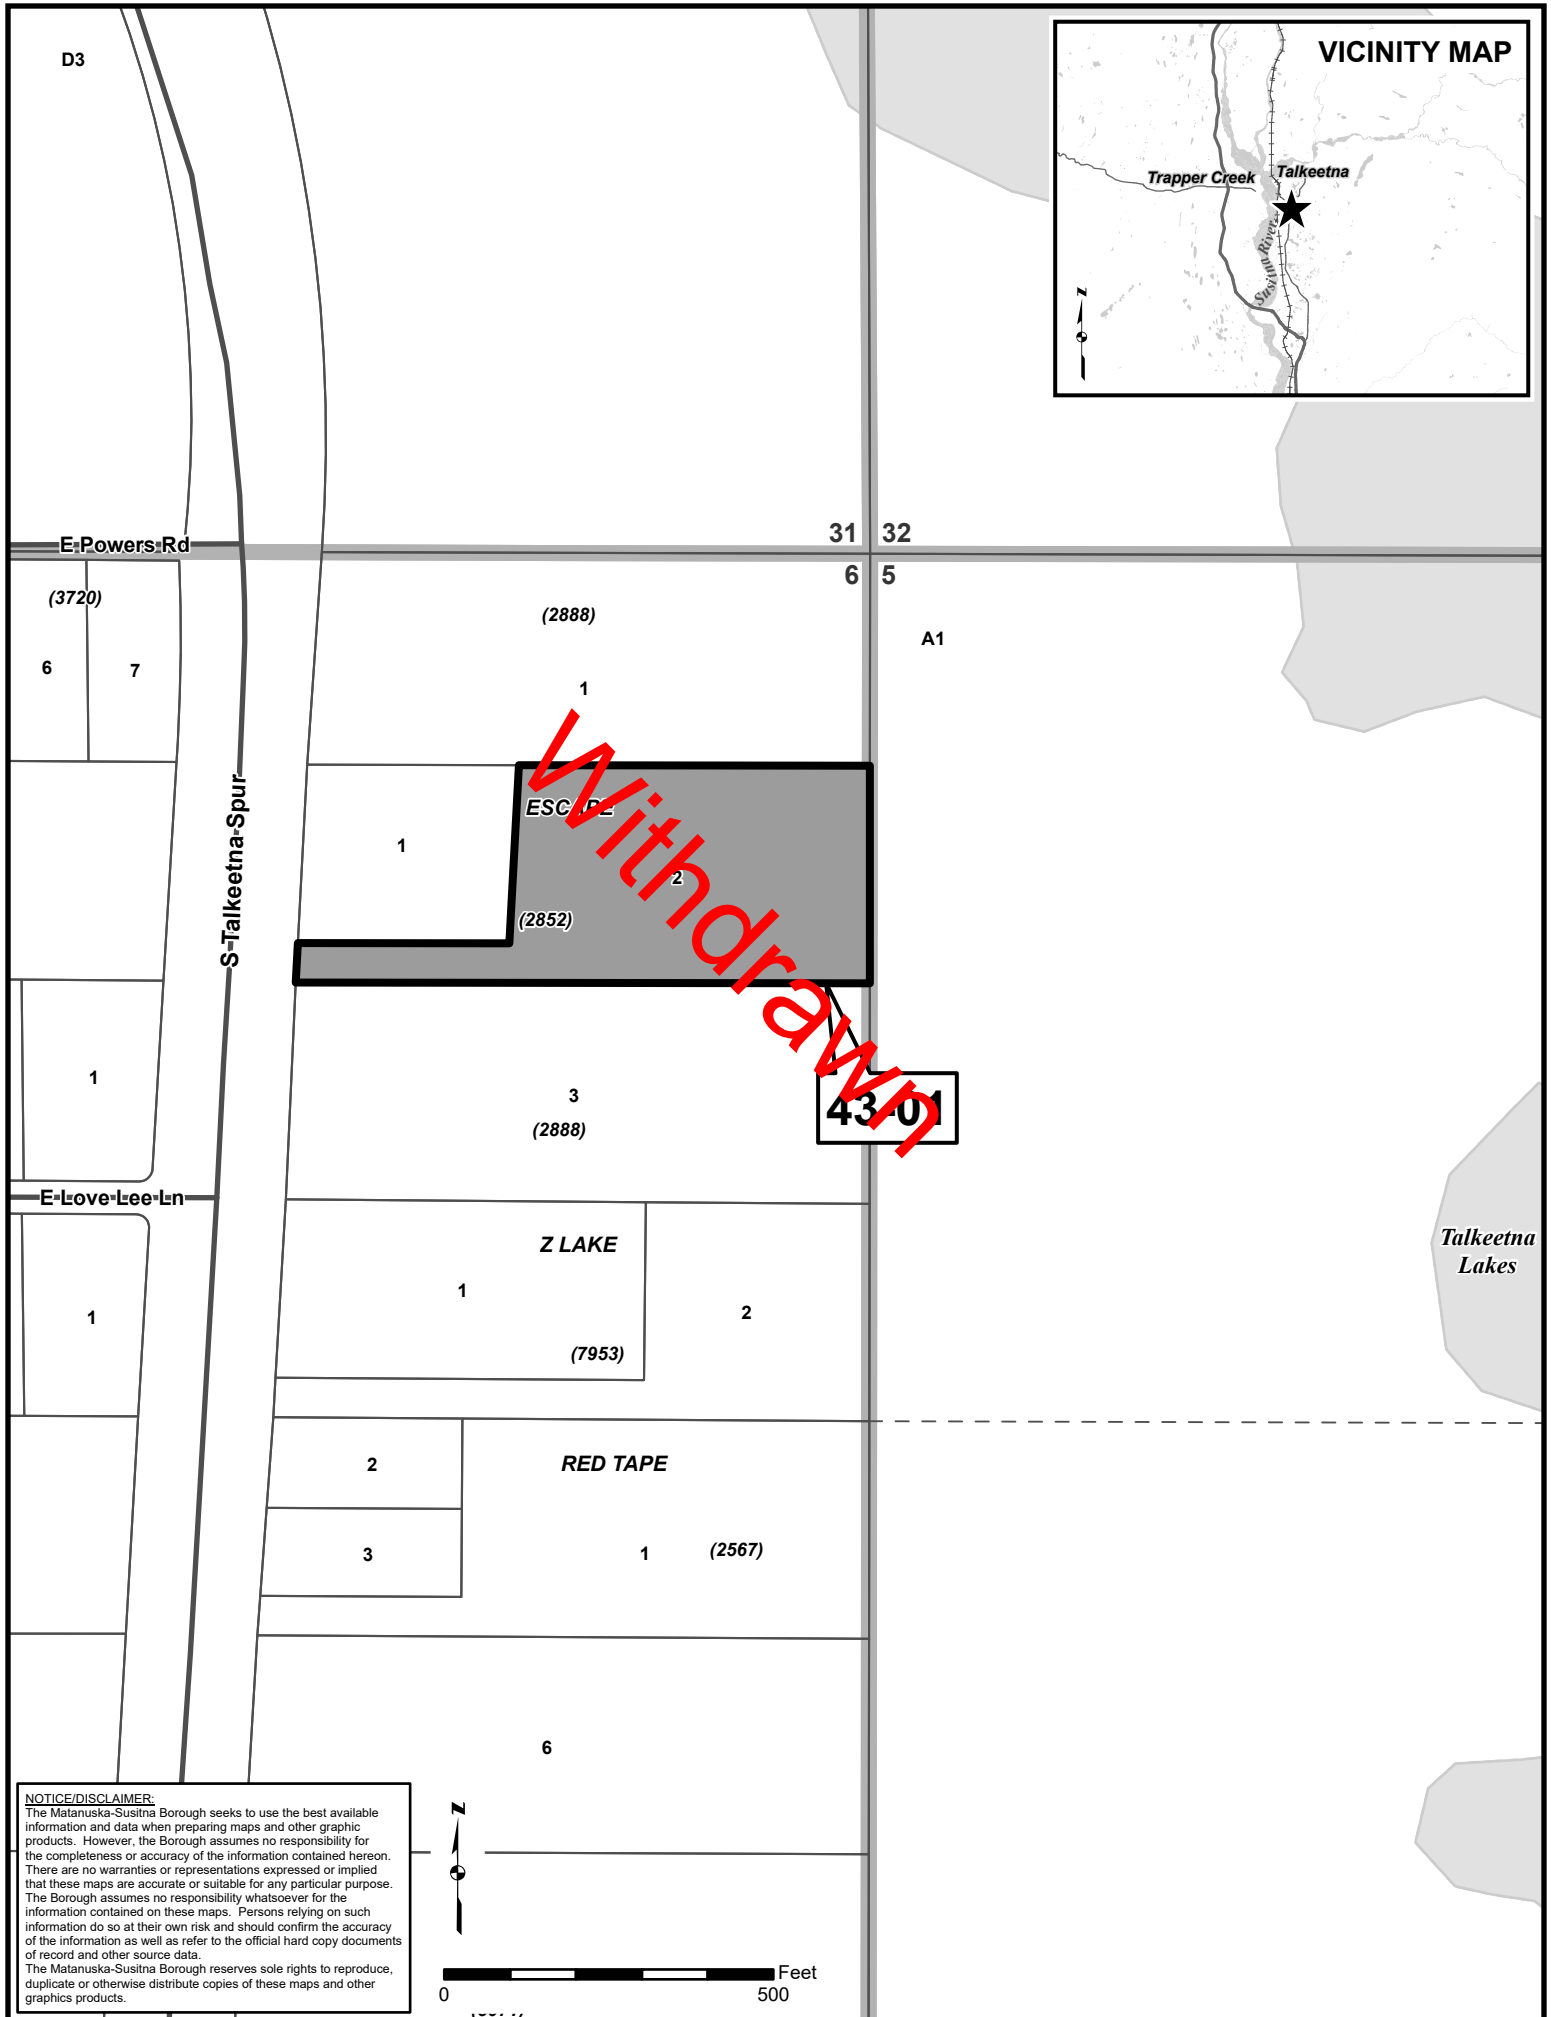 D3
VICINITY MAP
Trapper Creek
Talkeetna
Susitna River
N
E Powers Rd
31
32
6
5
(3720)
6
7
(2888)
1
A1
S Talkeetna Spur
1
ESCAPE
2
(2852)
Withdrawn
43-01
1
3
(2888)
E Love Lee Ln
Z LAKE
1
2
(7953)
1
Talkeetna
Lakes
2
RED TAPE
3
1
(2567)
6
NOTICE/DISCLAIMER:
The Matanuska-Susitna Borough seeks to use the best available
information and data when preparing maps and other graphic
products. However, the Borough assumes no responsibility for
the completeness or accuracy of the information contained hereon.
There are no warranties or representations expressed or implied
that these maps are accurate or suitable for any particular purpose.
The Borough assumes no responsibility whatsoever for the
information contained on these maps. Persons relying on such
information do so at their own risk and should confirm the accuracy
of the information as well as refer to the official hard copy documents
of record and other source data.
The Matanuska-Susitna Borough reserves sole rights to reproduce,
duplicate or otherwise distribute copies of these maps and other
graphics products.
N
Feet
0
500